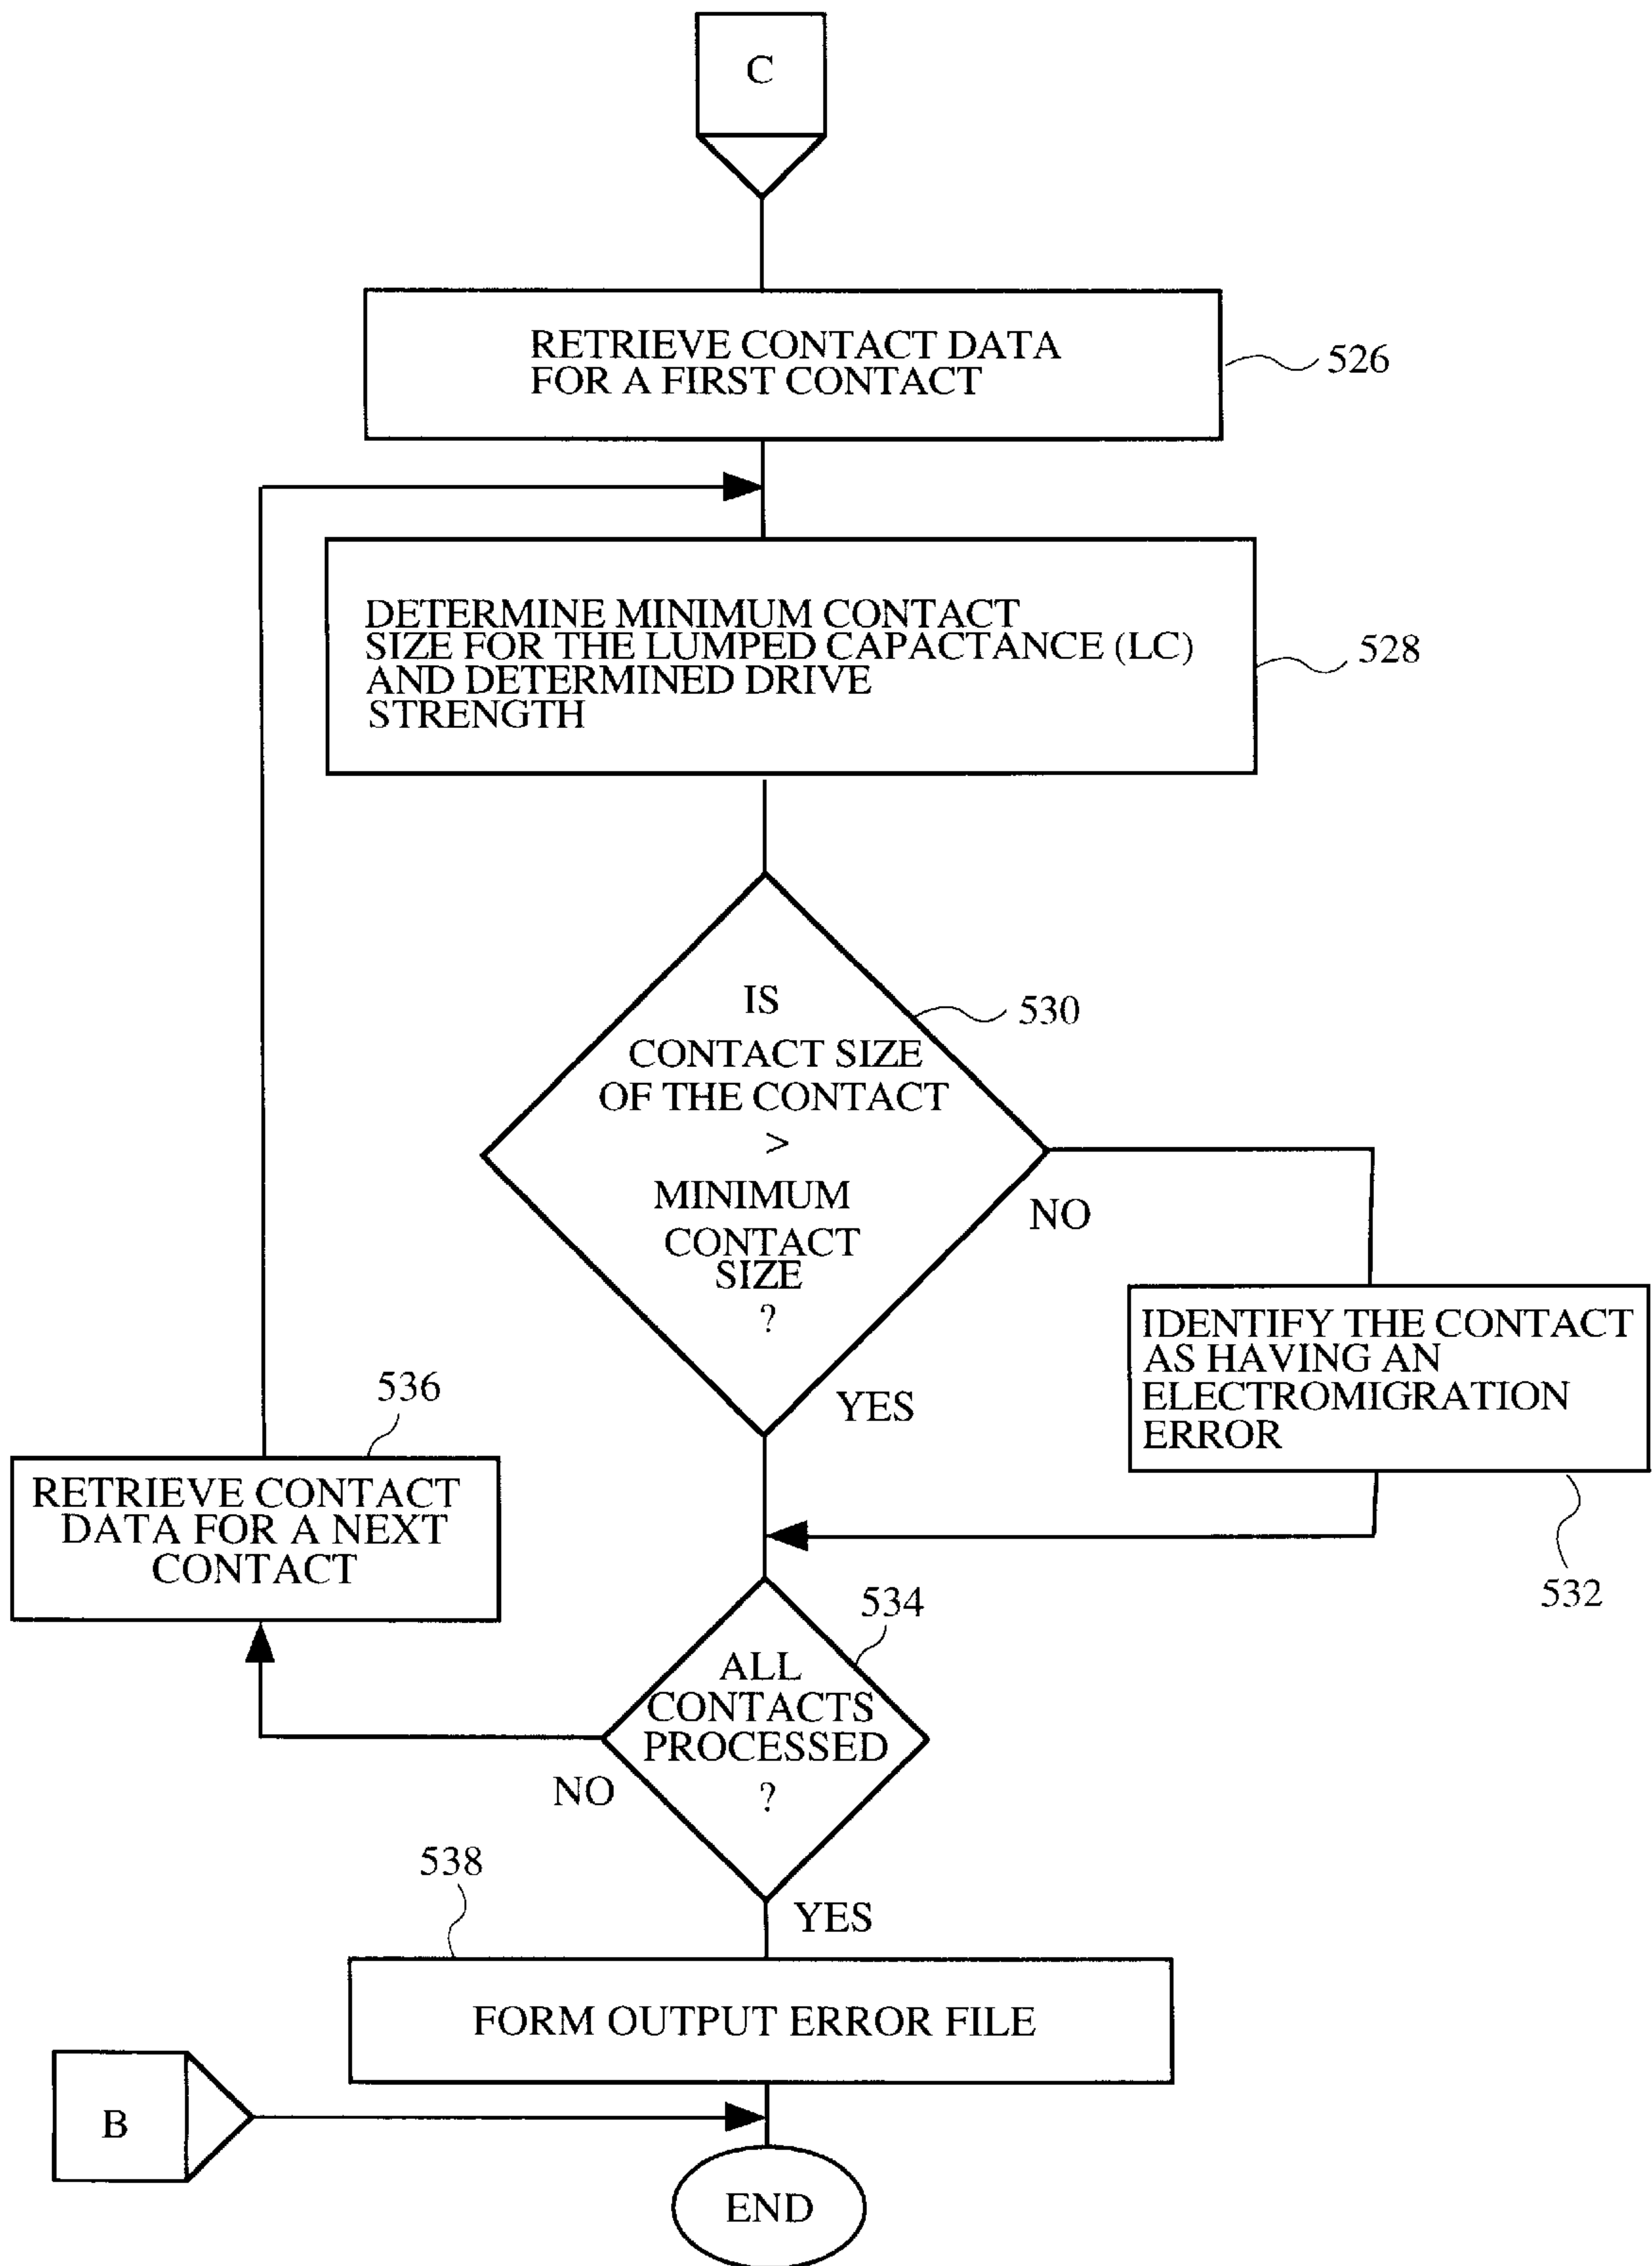 C
RETRIEVE CONTACT DATA
FOR A FIRST CONTACT
526
DETERMINE MINIMUM CONTACT
SIZE FOR THE LUMPED CAPACTANCE (LC)
AND DETERMINED DRIVE
STRENGTH
528
IS
CONTACT SIZE
OF THE CONTACT
>
MINIMUM
CONTACT
SIZE
?
530
NO
YES
IDENTIFY THE CONTACT
AS HAVING AN
ELECTROMIGRATION
ERROR
532
536
RETRIEVE CONTACT
DATA FOR A NEXT
CONTACT
534
ALL
CONTACTS
PROCESSED
?
NO
YES
538
FORM OUTPUT ERROR FILE
B
END